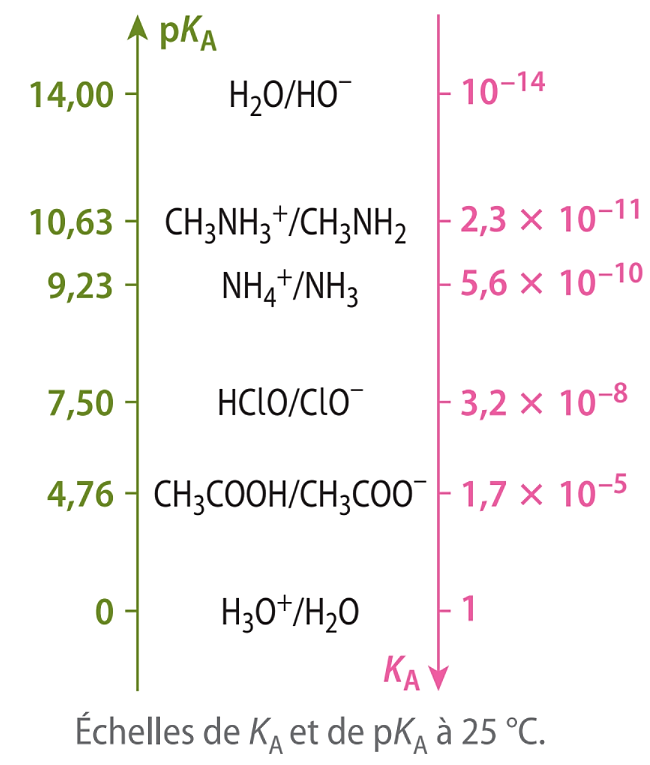 pKA
14,00 H₂O/HO⁻ 10⁻¹⁴
10,63 CH₃NH₃⁺/CH₃NH₂ 2,3 × 10⁻¹¹
9,23 NH₄⁺/NH₃ 5,6 × 10⁻¹⁰
7,50 HClO/ClO⁻ 3,2 × 10⁻⁸
4,76 CH₃COOH/CH₃COO⁻ 1,7 × 10⁻⁵
0 H₃O⁺/H₂O 1
KA
Échelles de KA et de pKA à 25 °C.